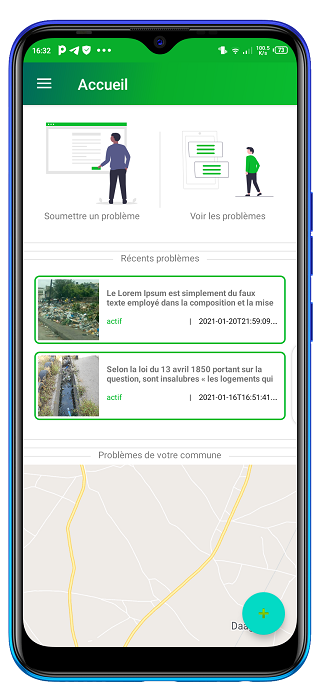 16:32
100,5
K/s
73
Accueil
Soumettre un problème
Voir les problèmes
Récents problèmes
Le Lorem Ipsum est simplement du faux
texte employé dans la composition et la mise
actif | 2021-01-20T21:59:09...
Selon la loi du 13 avril 1850 portant sur la
question, sont insalubres « les logements qui
actif | 2021-01-16T16:51:41...
Problèmes de votre commune